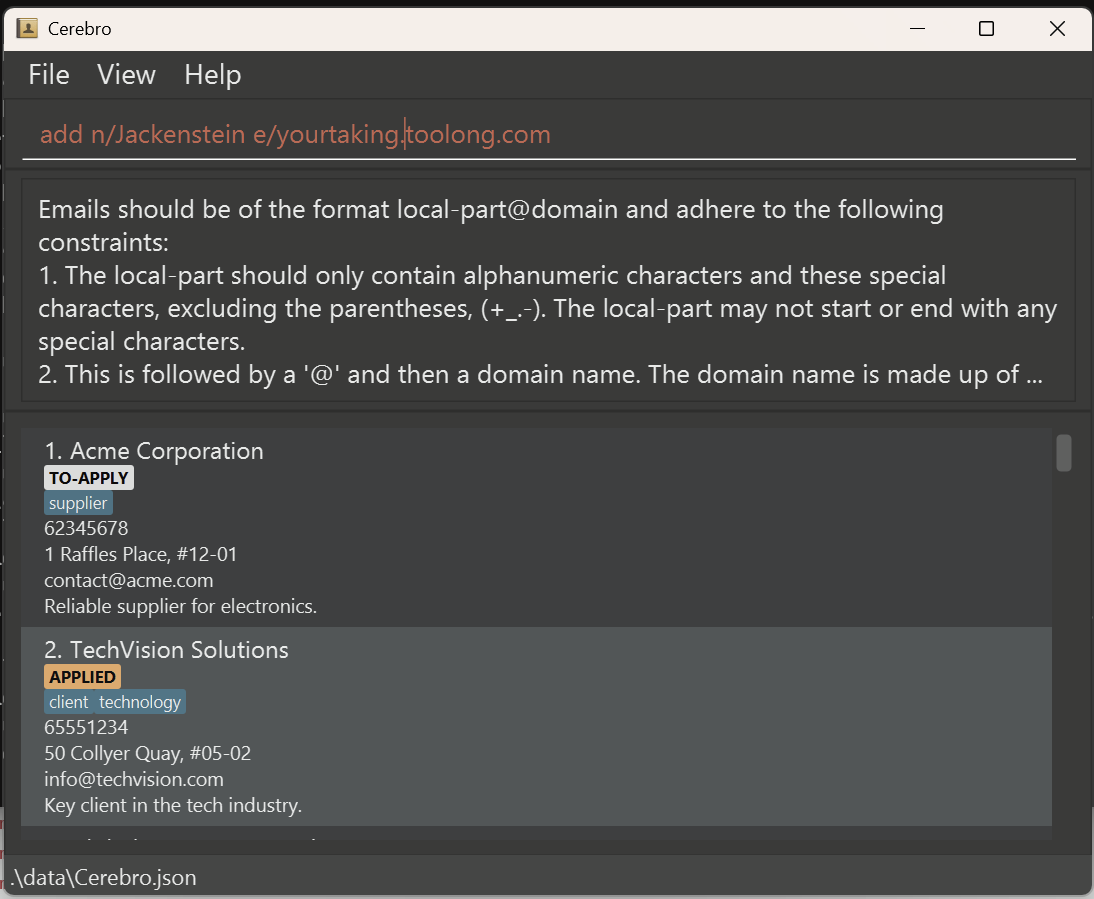 Cerebro
File View Help
add n/Jackenstein e/yourtaking.toolong.com
Emails should be of the format local-part@domain and adhere to the following
constraints:
1. The local-part should only contain alphanumeric characters and these special
characters, excluding the parentheses, (+_.-). The local-part may not start or end with any
special characters.
2. This is followed by a '@' and then a domain name. The domain name is made up of ...
1. Acme Corporation
TO-APPLY
supplier
62345678
1 Raffles Place, #12-01
contact@acme.com
Reliable supplier for electronics.
2. TechVision Solutions
APPLIED
client technology
65551234
50 Collyer Quay, #05-02
info@techvision.com
Key client in the tech industry.
.\data\Cerebro.json